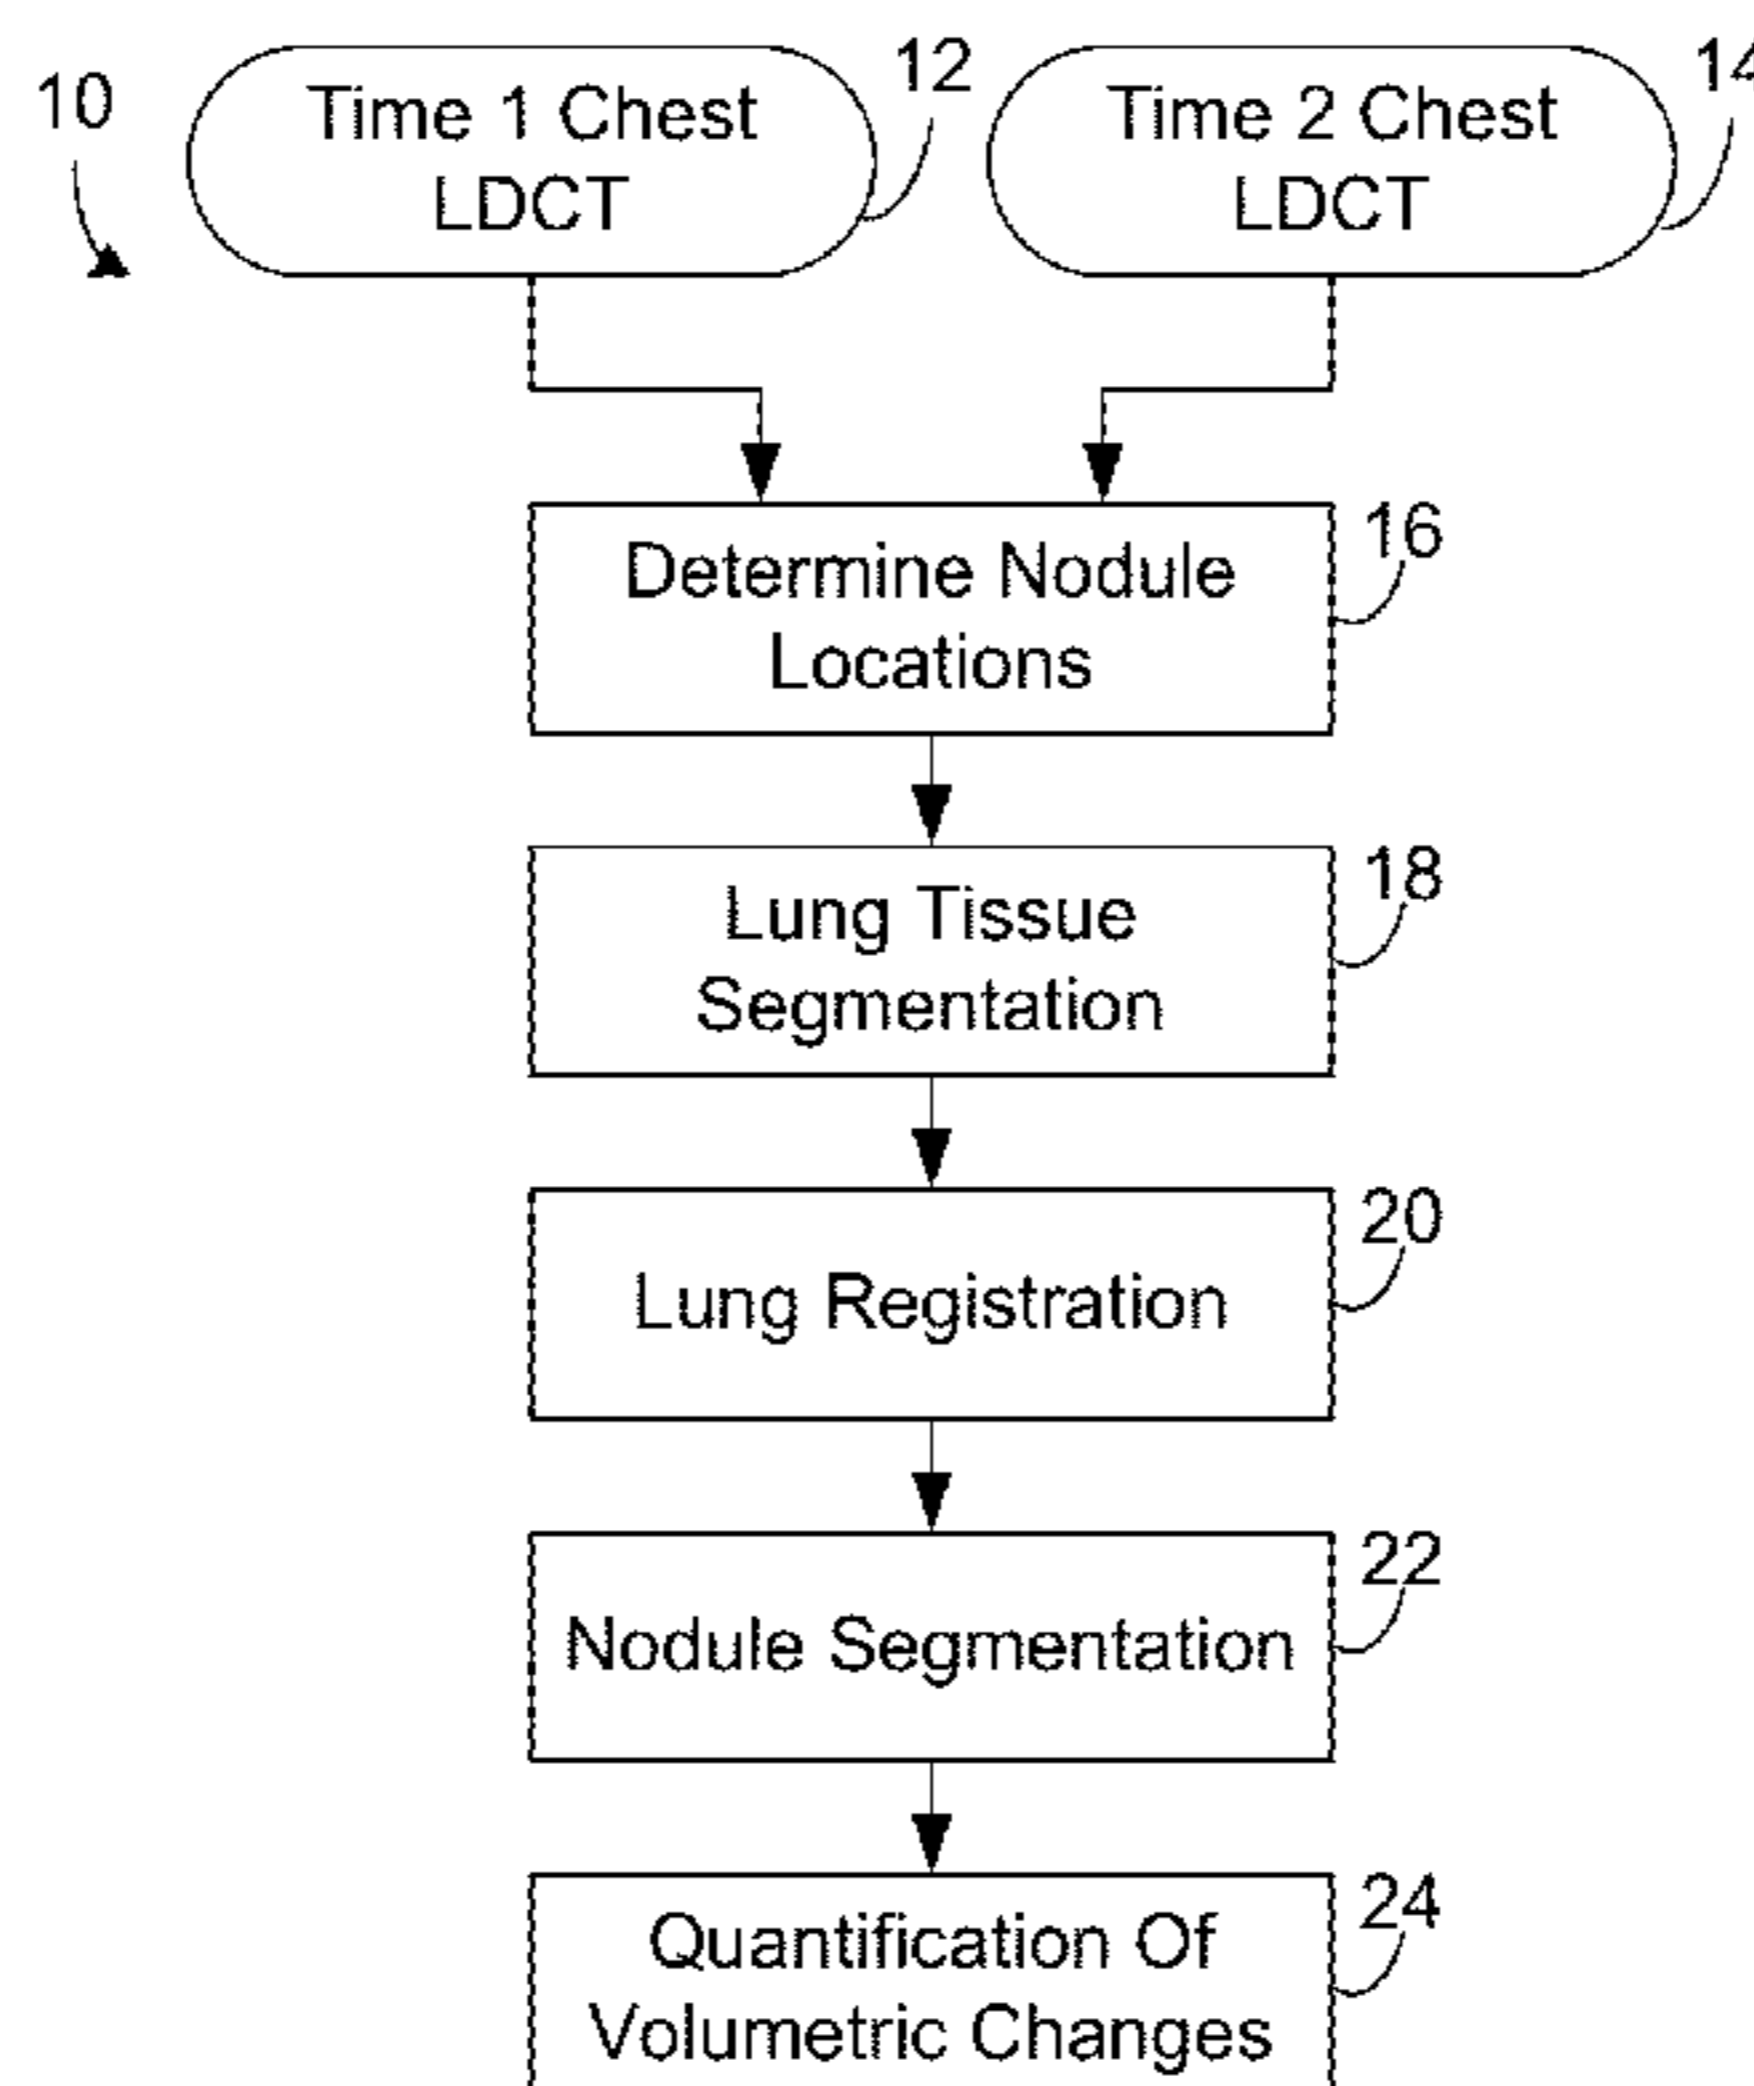 10
Time 1 Chest
LDCT
12
Time 2 Chest
LDCT
14
Determine Nodule
Locations
16
Lung Tissue
Segmentation
18
Lung Registration
20
Nodule Segmentation
22
Quantification Of
Volumetric Changes
24